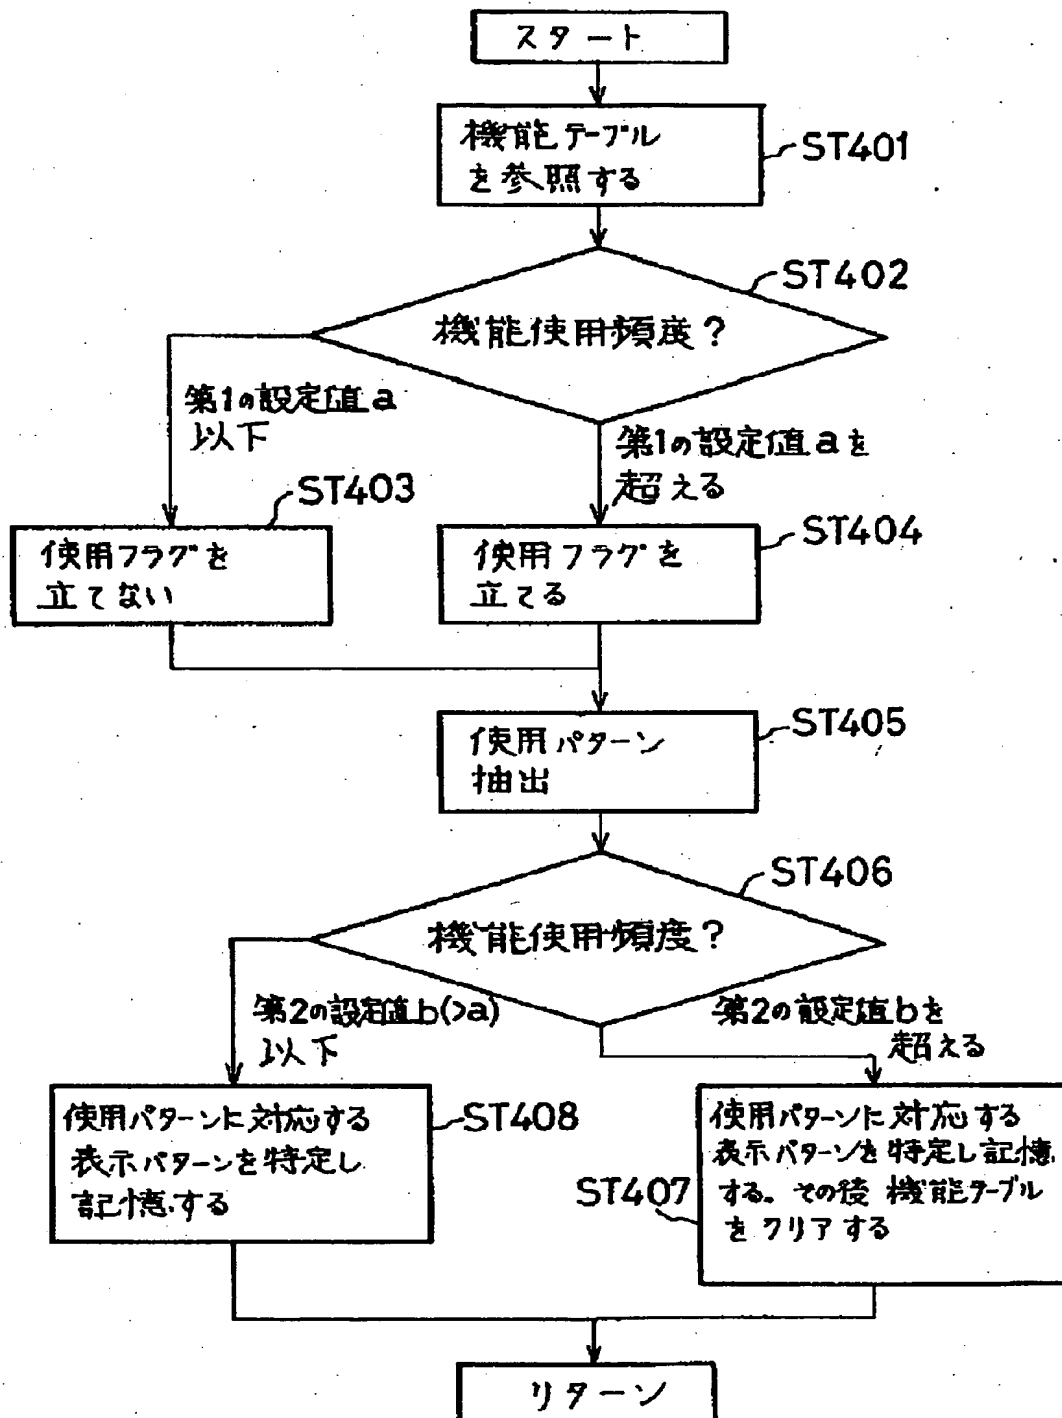 スタート
機能テーブル
を参照する
ST401
ST402
機能使用頻度？
第1の設定値a
以下
第1の設定値aを
超える
ST403
使用フラグを
立てない
ST404
使用フラグを
立てる
ST405
使用パターン
抽出
ST406
機能使用頻度？
第2の設定値b(>a)
以下
第2の設定値bを
超える
使用パターンに対応する
表示パターンを特定し
記憶する
ST408
ST407
使用パターンに対応する
表示パターンを特定し記憶
する。その後機能テーブル
をクリアする
リターン